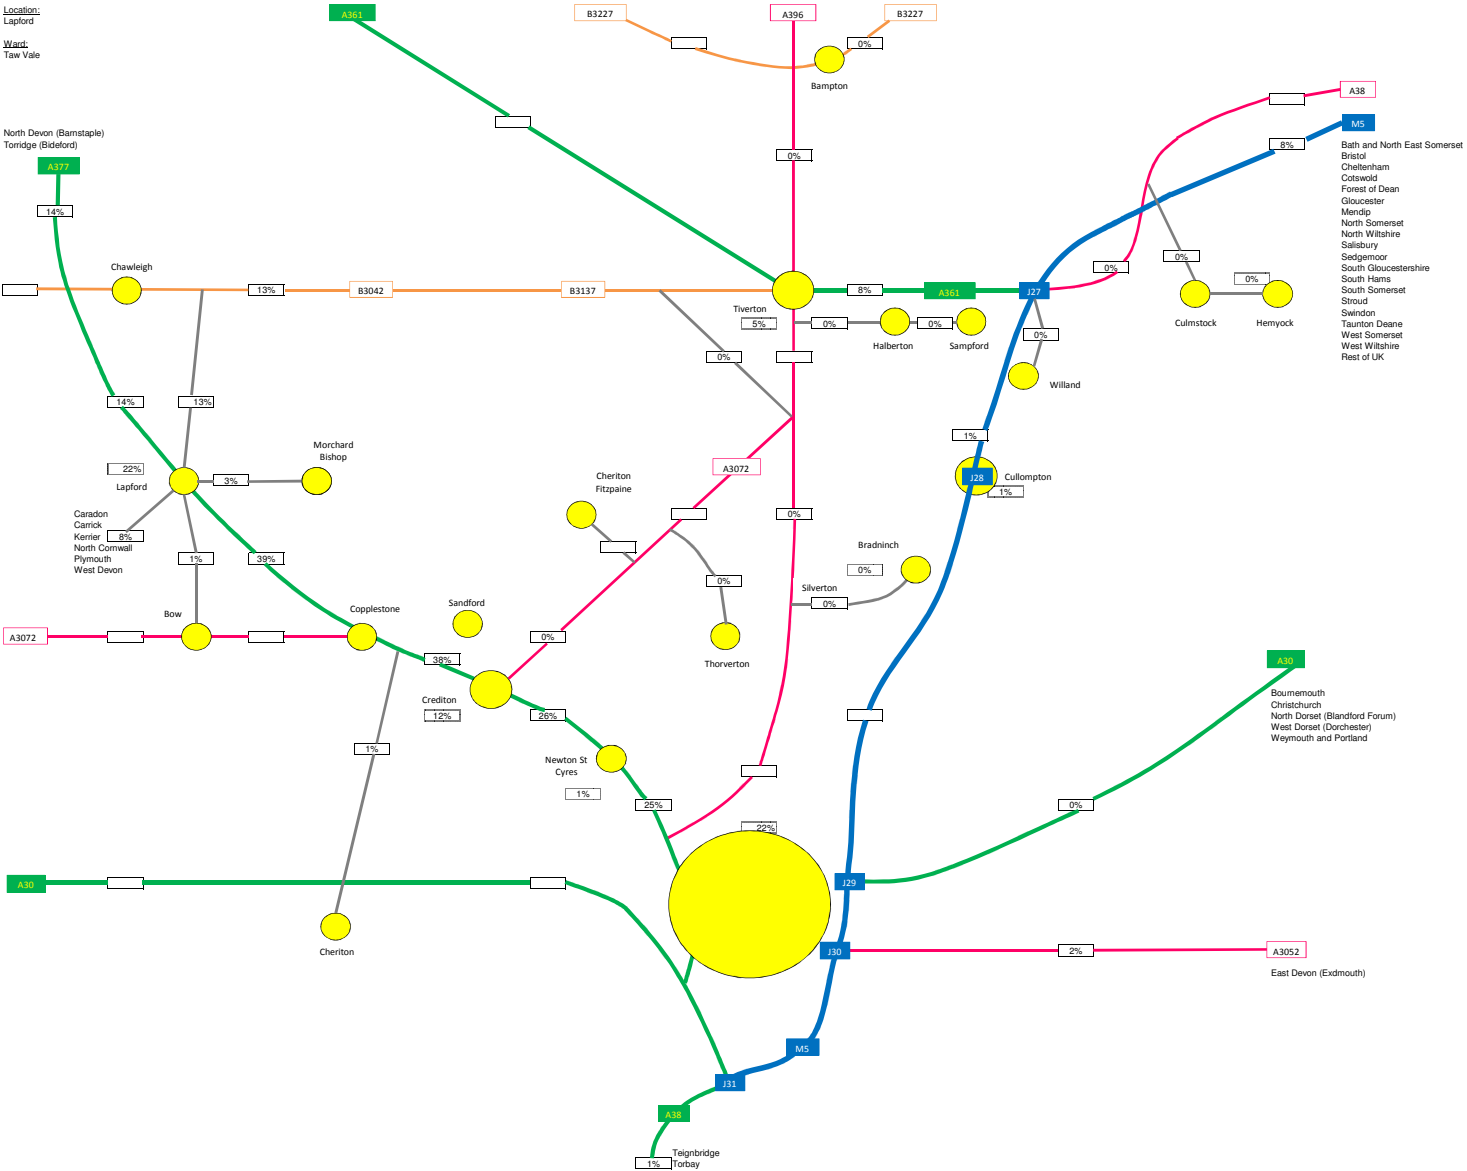 Location:
Lapford
Ward:
Taw Vale
A361
B3227
A396
B3227
0%
Bampton
A38
M5
8%
Bath and North East Somerset
Bristol
Cheltenham
Cotswold
Forest of Dean
Gloucester
Mendip
North Somerset
North Wiltshire
Salisbury
Sedgemoor
South Gloucestershire
South Hams
South Somerset
Stroud
Swindon
Taunton Deane
West Somerset
West Wiltshire
Rest of UK
North Devon (Barnstaple)
Torridge (Bideford)
A377
14%
0%
Chawleigh
13%
B3042
B3137
8%
A361
J27
0%
0%
0%
Culmstock
Hemyock
Tiverton
5%
0%
0%
Halberton
Sampford
0%
Willand
0%
14%
13%
1%
J28
Cullompton
1%
22%
Lapford
3%
Morchard
Bishop
A3072
Cheriton
Fitzpaine
0%
Caradon
Carrick
Kerrier
North Cornwall
Plymouth
West Devon
8%
1%
39%
Bradninch
0%
0%
Silverton
0%
Bow
Copplestone
Sandford
A3072
0%
Thorverton
38%
Crediton
12%
26%
A30
Bournemouth
Christchurch
North Dorset (Blandford Forum)
West Dorset (Dorchester)
Weymouth and Portland
1%
Newton St
Cyres
1%
25%
0%
22%
A30
J29
Cheriton
J30
2%
A3052
East Devon (Exdmouth)
M5
J31
A38
Teignbridge
Torbay
1%